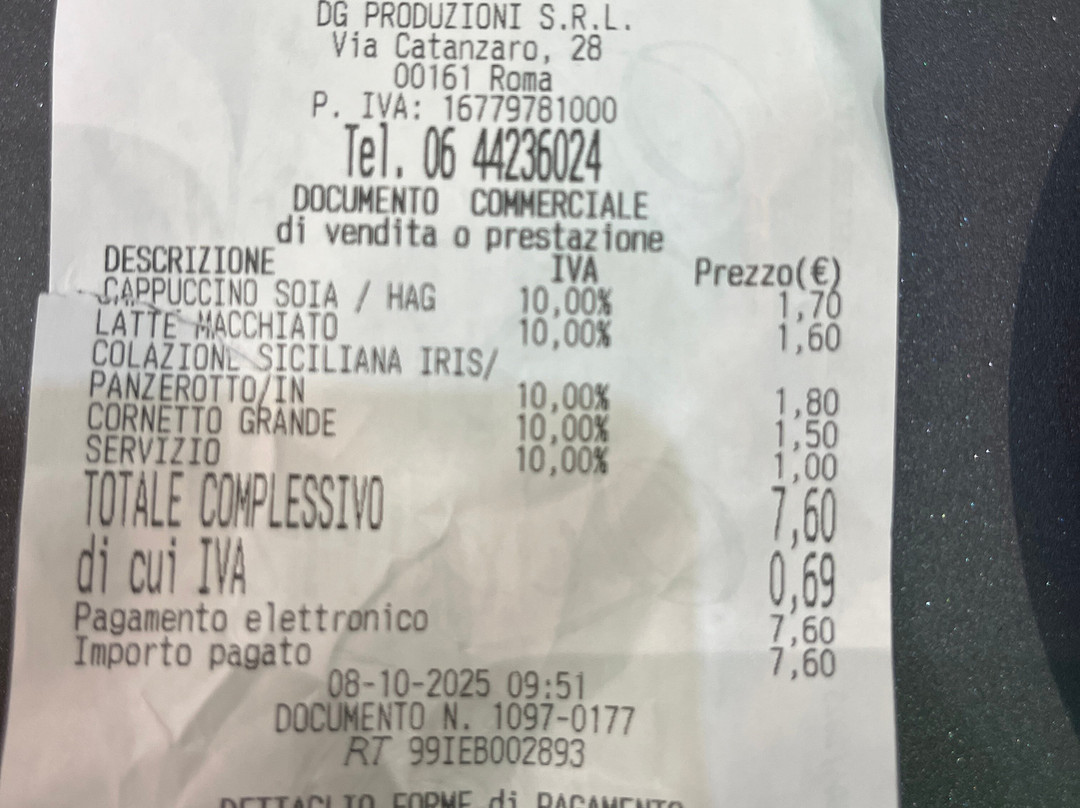 DG PRODUZIONI S.R.L.
Via Catanzaro, 28
00161 Roma
P. IVA: 16779781000
Tel. 06 44236024
DOCUMENTO COMMERCIALE
di vendita o prestazione
DESCRIZIONE IVA Prezzo(€)
CAPPUCCINO SOIA / HAG 10,00% 1,70
LATTE MACCHIATO 10,00% 1,60
COLAZIONE SICILIANA IRIS/
PANZEROTTO/IN 10,00% 1,80
CORNETTO GRANDE 10,00% 1,50
SERVIZIO 10,00% 1,00
TOTALE COMPLESSIVO 7,60
di cui IVA 0,69
Pagamento elettronico 7,60
Importo pagato 7,60
08-10-2025 09:51
DOCUMENTO N. 1097-0177
RT 99IEB002893
DETTAGLIO FORME di PAGAMENTO